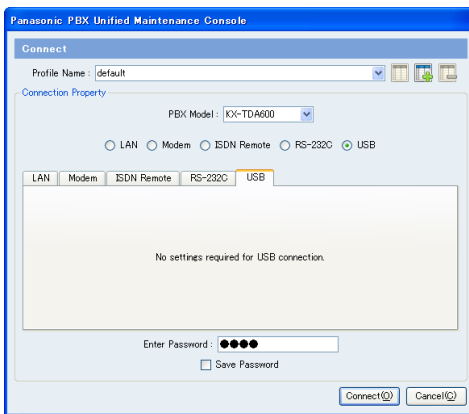 Panasonic PBX Unified Maintenance Console
Connect
Profile Name : default
Connection Property
PBX Model : KX-TDA600
LAN Modem ISDN Remote RS-232C USB
LAN Modem ISDN Remote RS-232C USB
No settings required for USB connection.
Enter Password : ●●●●
Save Password
Connect(O) Cancel(C)